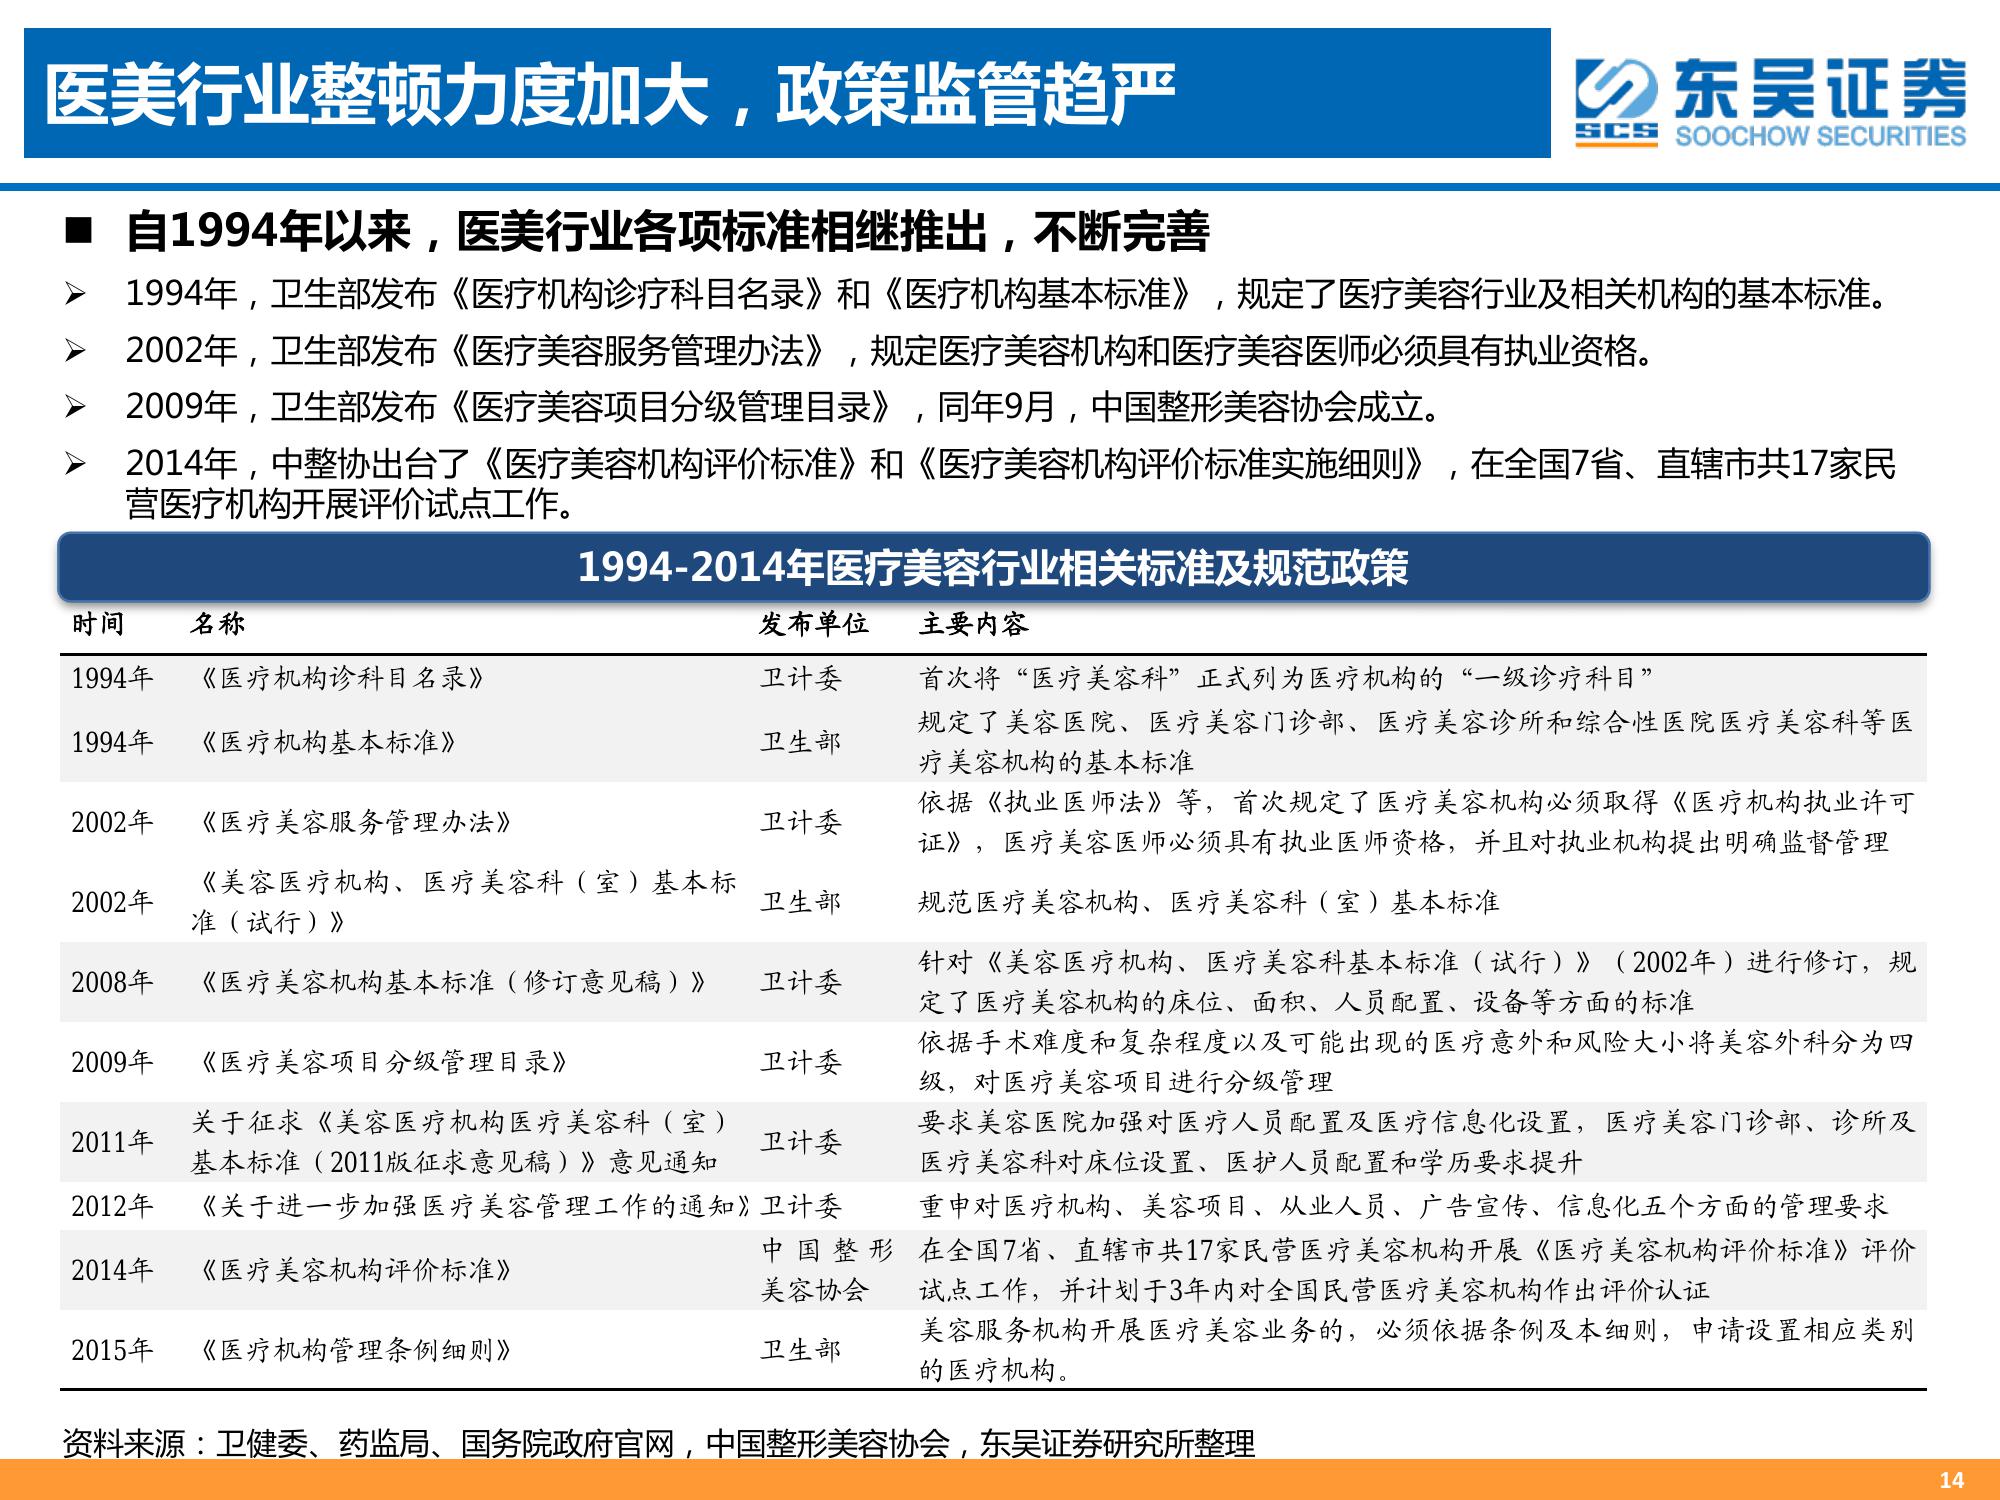 医美行业整顿力度加大，政策监管趋严
东吴证券
SCS
SOOCHOW SECURITIES
■ 自1994年以来，医美行业各项标准相继推出，不断完善
➢ 1994年，卫生部发布《医疗机构诊疗科目名录》和《医疗机构基本标准》，规定了医疗美容行业及相关机构的基本标准。
➢ 2002年，卫生部发布《医疗美容服务管理办法》，规定医疗美容机构和医疗美容医师必须具有执业资格。
➢ 2009年，卫生部发布《医疗美容项目分级管理目录》，同年9月，中国整形美容协会成立。
➢ 2014年，中整协出台了《医疗美容机构评价标准》和《医疗美容机构评价标准实施细则》，在全国7省、直辖市共17家民
营医疗机构开展评价试点工作。
1994-2014年医疗美容行业相关标准及规范政策
时间 名称 发布单位 主要内容
1994年 《医疗机构诊科目名录》 卫计委 首次将“医疗美容科”正式列为医疗机构的“一级诊疗科目”
1994年 《医疗机构基本标准》 卫生部 规定了美容医院、医疗美容门诊部、医疗美容诊所和综合性医院医疗美容科等医
疗美容机构的基本标准
2002年 《医疗美容服务管理办法》 卫计委 依据《执业医师法》等，首次规定了医疗美容机构必须取得《医疗机构执业许可
证》，医疗美容医师必须具有执业医师资格，并且对执业机构提出明确监督管理
2002年 《美容医疗机构、医疗美容科（室）基本标
准（试行）》 卫生部 规范医疗美容机构、医疗美容科（室）基本标准
2008年 《医疗美容机构基本标准（修订意见稿）》 卫计委 针对《美容医疗机构、医疗美容科基本标准（试行）》（2002年）进行修订，规
定了医疗美容机构的床位、面积、人员配置、设备等方面的标准
2009年 《医疗美容项目分级管理目录》 卫计委 依据手术难度和复杂程度以及可能出现的医疗意外和风险大小将美容外科分为四
级，对医疗美容项目进行分级管理
2011年 关于征求《美容医疗机构医疗美容科（室）
基本标准（2011版征求意见稿）》意见通知 卫计委 要求美容医院加强对医疗人员配置及医疗信息化设置，医疗美容门诊部、诊所及
医疗美容科对床位设置、医护人员配置和学历要求提升
2012年 《关于进一步加强医疗美容管理工作的通知》 卫计委 重申对医疗机构、美容项目、从业人员、广告宣传、信息化五个方面的管理要求
2014年 《医疗美容机构评价标准》 中国整形
美容协会 在全国7省、直辖市共17家民营医疗美容机构开展《医疗美容机构评价标准》评价
试点工作，并计划于3年内对全国民营医疗美容机构作出评价认证
2015年 《医疗机构管理条例细则》 卫生部 美容服务机构开展医疗美容业务的，必须依据条例及本细则，申请设置相应类别
的医疗机构。
资料来源：卫健委、药监局、国务院政府官网，中国整形美容协会，东吴证券研究所整理
14